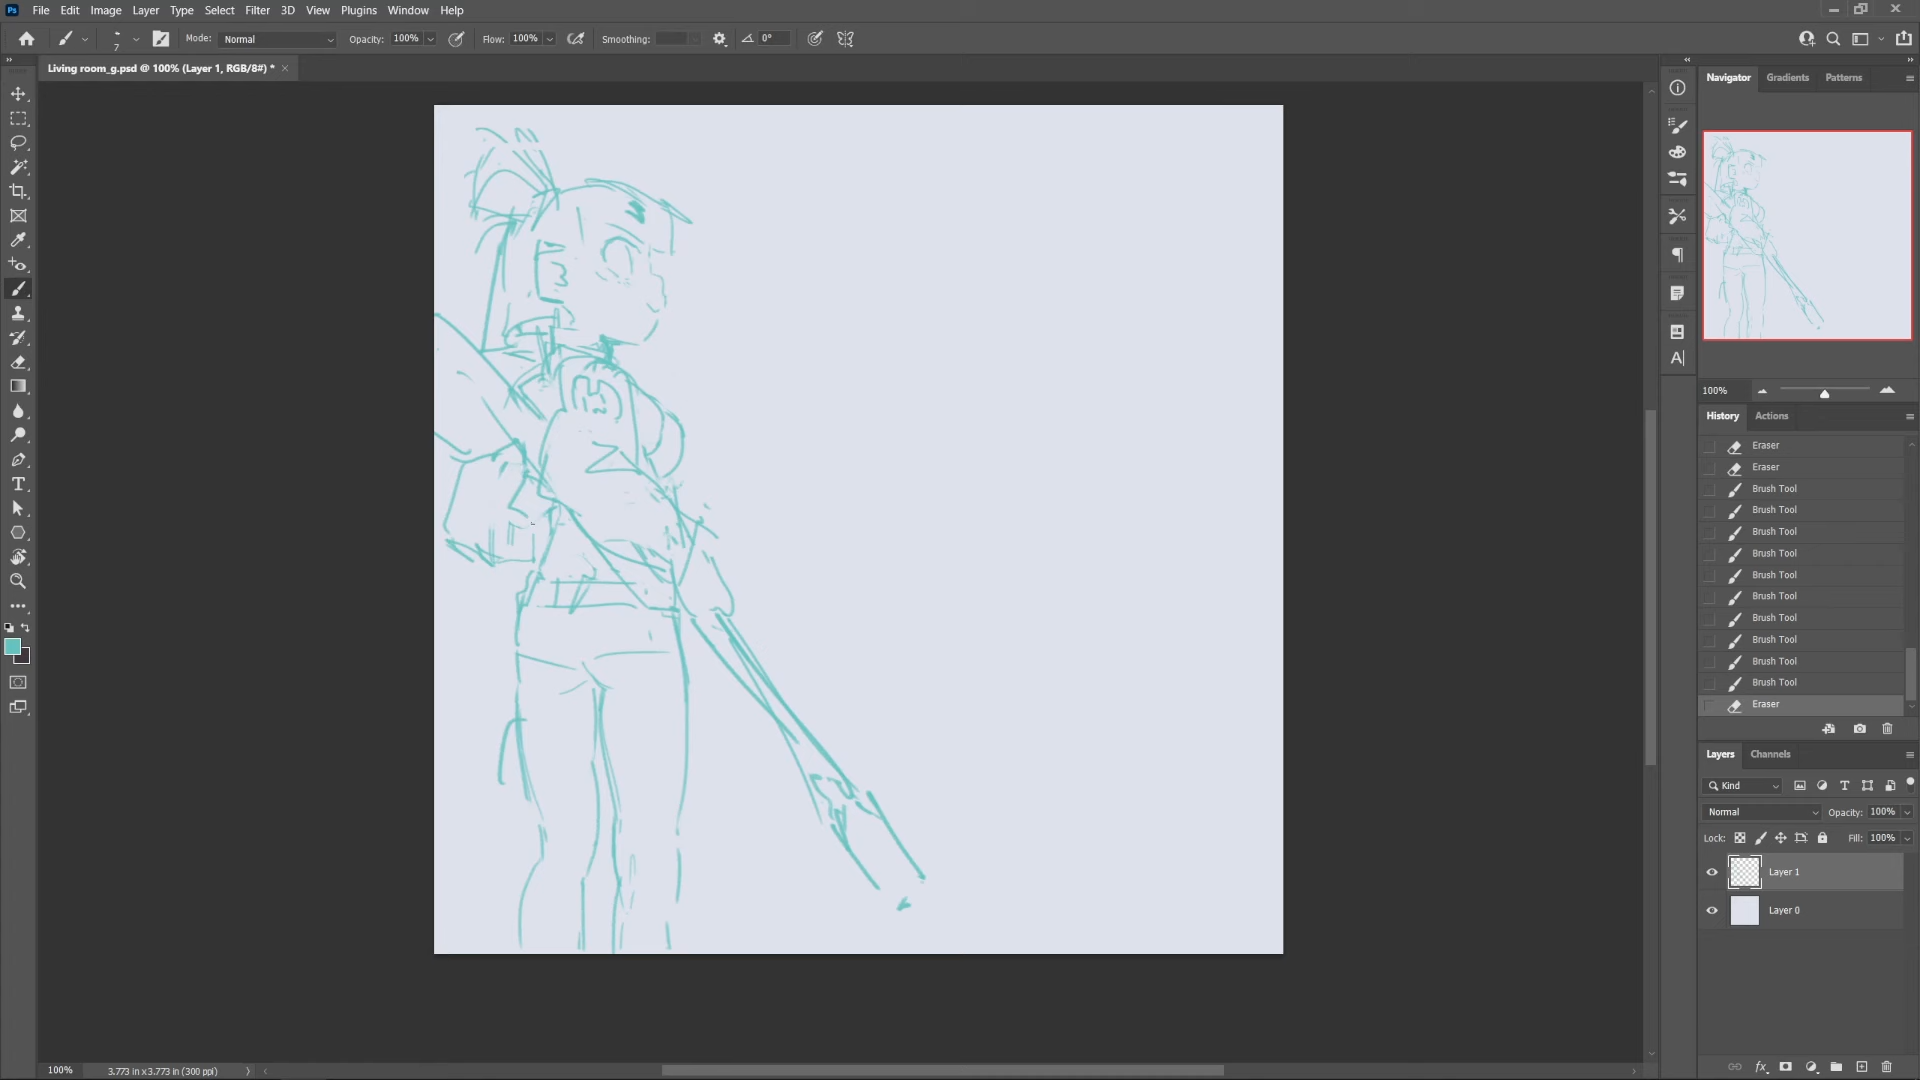 Ps File Edit Image Layer Type Select Filter 3D View Plugins Window Help
7 Mode: Normal Opacity: 100% Flow: 100% Smoothing: 0°
Living room_g.psd @ 100% (Layer 1, RGB/8#) *
Navigator Gradients Patterns
100%
History Actions
Eraser
Eraser
Brush Tool
Brush Tool
Brush Tool
Brush Tool
Brush Tool
Brush Tool
Brush Tool
Brush Tool
Brush Tool
Brush Tool
Eraser
Layers Channels
Kind
Normal Opacity: 100%
Lock: Fill: 100%
Layer 1
Layer 0
100% 3.773 in x 3.773 in (300 ppi)